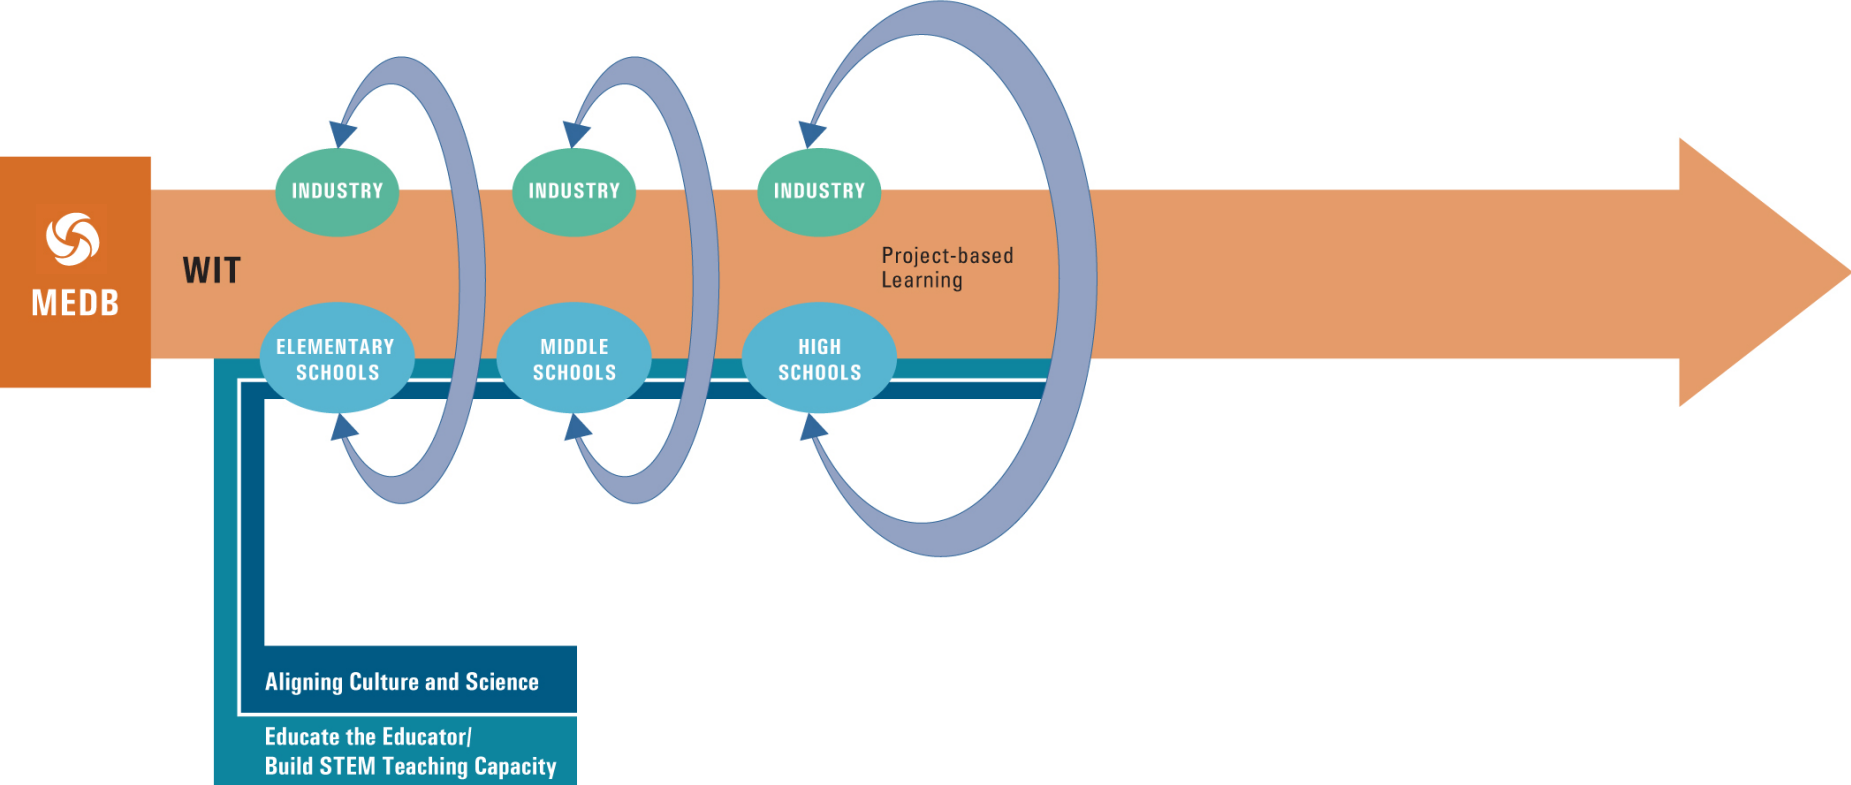 MEDB
WIT
INDUSTRY
INDUSTRY
INDUSTRY
Project-based
Learning
ELEMENTARY
SCHOOLS
MIDDLE
SCHOOLS
HIGH
SCHOOLS
Aligning Culture and Science
Educate the Educator/
Build STEM Teaching Capacity